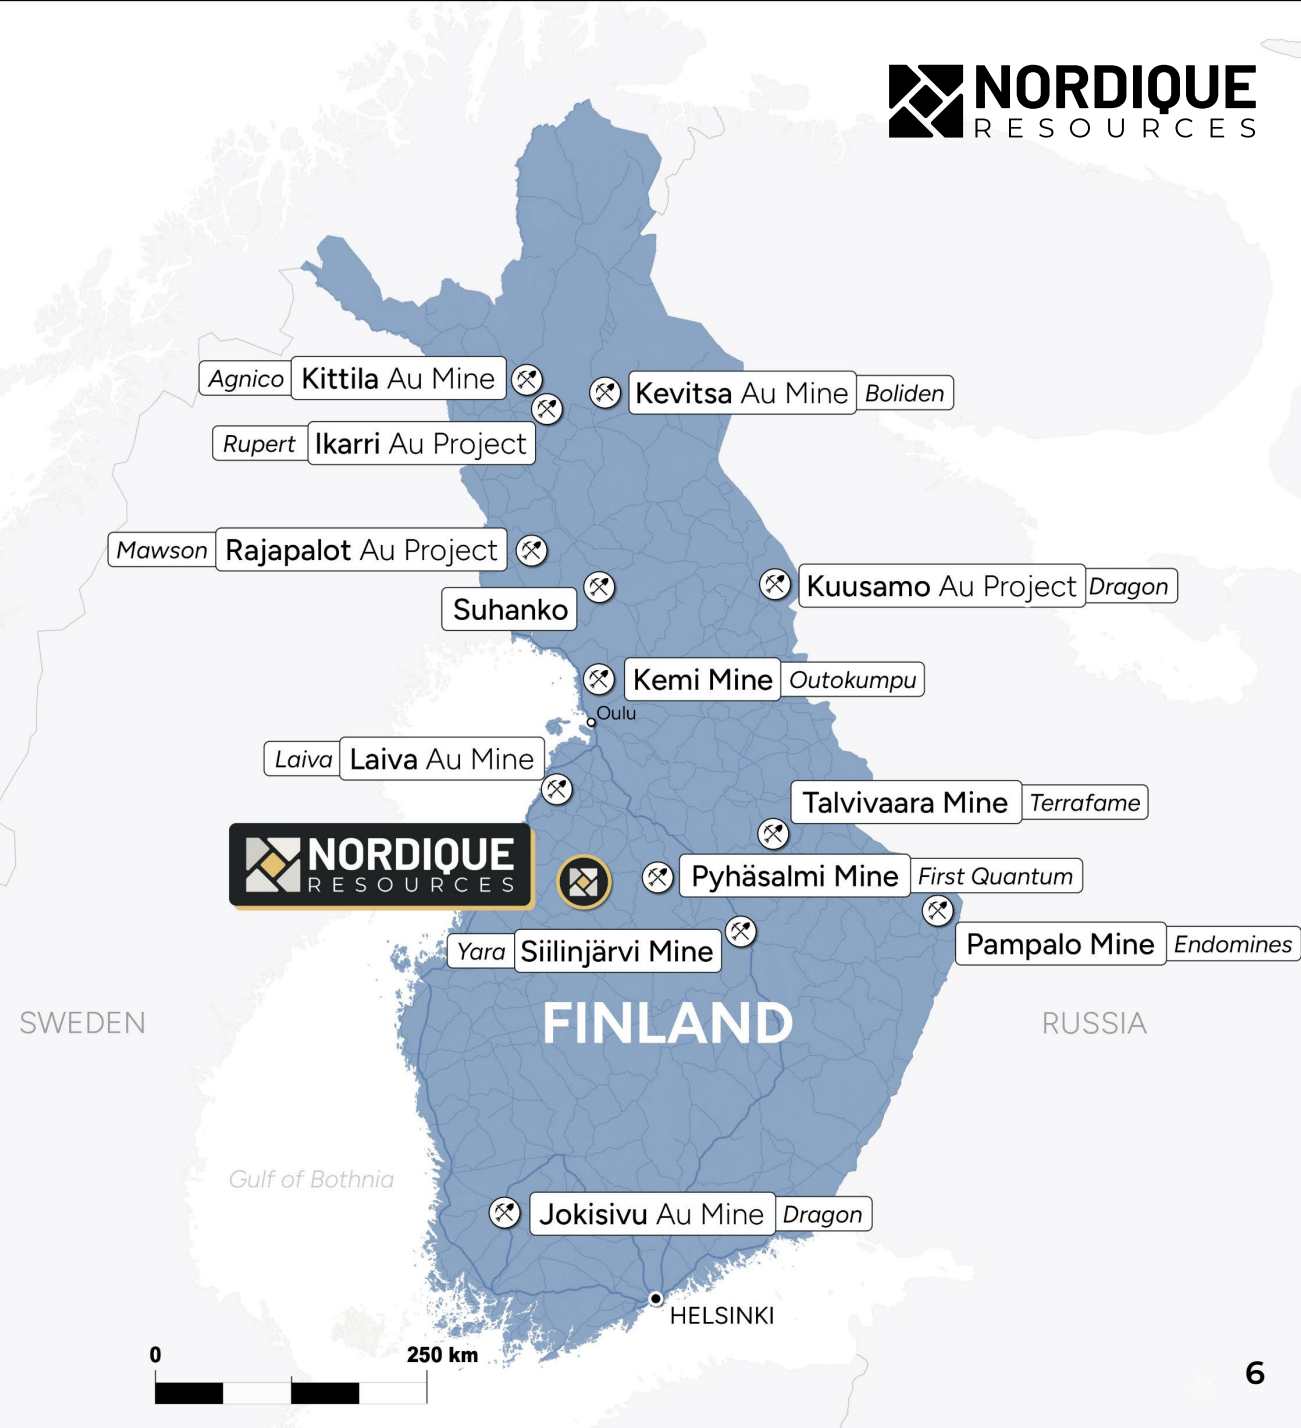 NORDIQUE
RESOURCES
Agnico Kittila Au Mine
Kevitsa Au Mine Boliden
Rupert Ikarri Au Project
Mawson Rajapalot Au Project
Kuusamo Au Project Dragon
Suhanko
Kemi Mine Outokumpu
Oulu
Laiva Laiva Au Mine
Talvivaara Mine Terrafame
NORDIQUE
RESOURCES
Pyhäsalmi Mine First Quantum
Yara Siilinjärvi Mine
Pampalo Mine Endomines
FINLAND
SWEDEN
RUSSIA
Gulf of Bothnia
Jokisivu Au Mine Dragon
HELSINKI
0 250 km
6